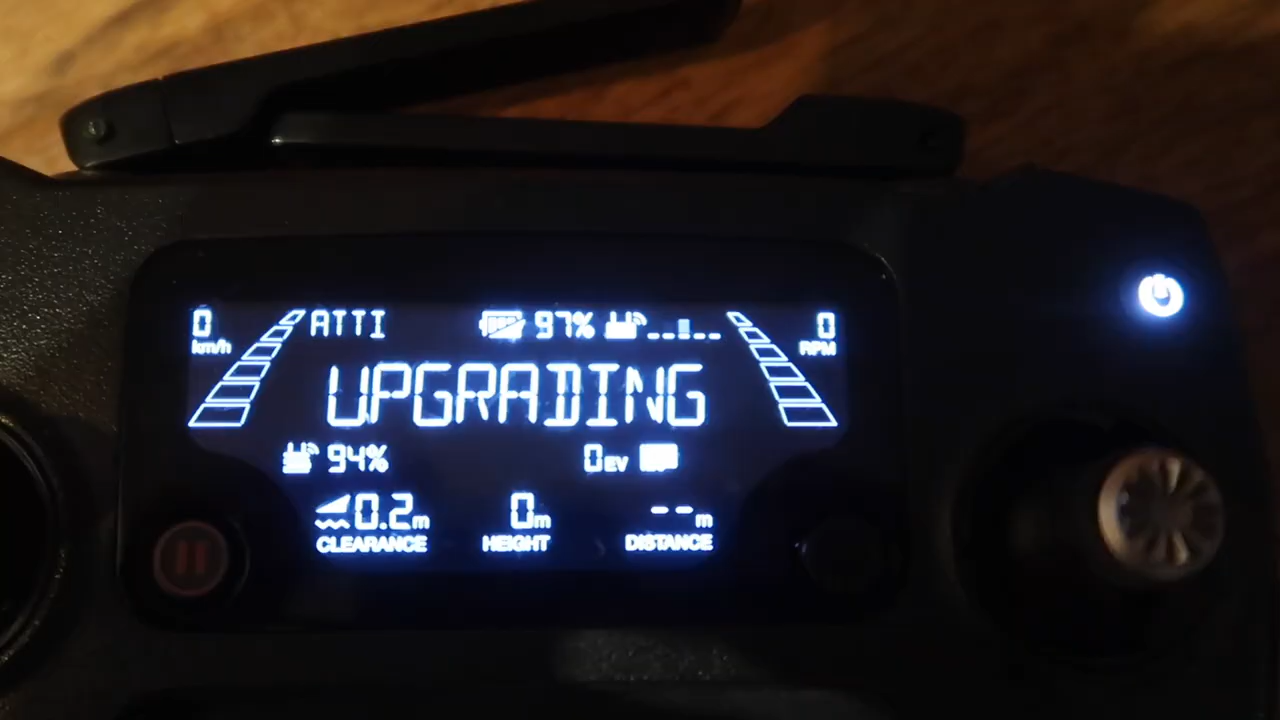 0 ATTI 97% 0
km/h RPM
UPGRADING
94% 0EV
0.2m 0m --m
CLEARANCE HEIGHT DISTANCE